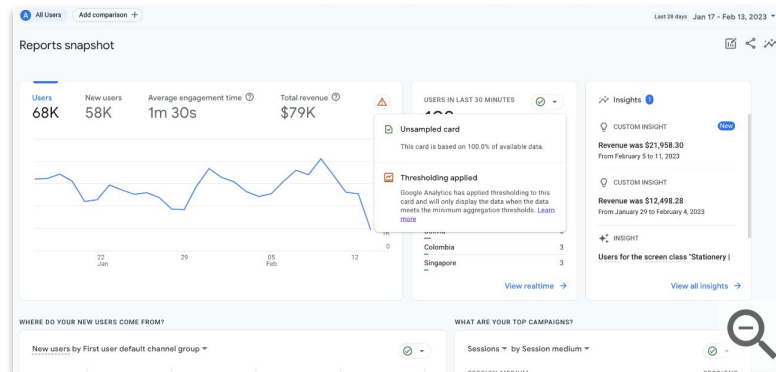 A All Users
Add comparison +
Last 28 days Jan 17 - Feb 13, 2023
Reports snapshot
Users
68K
New users
58K
Average engagement time
1m 30s
Total revenue
$79K
22
Jan
29
05
Feb
12
1K
0
USERS IN LAST 30 MINUTES
Unsampled card
This card is based on 100.0% of available data.
Thresholding applied
Google Analytics has applied thresholding to this
card and will only display the data when the data
meets the minimum aggregation thresholds. Learn
more
Colombia 3
Singapore 3
View realtime →
Insights 1
CUSTOM INSIGHT
New
Revenue was $21,958.30
From February 5 to 11, 2023
CUSTOM INSIGHT
Revenue was $12,498.28
From January 29 to February 4, 2023
INSIGHT
Users for the screen class "Stationery |
View all insights →
WHERE DO YOUR NEW USERS COME FROM?
New users by First user default channel group
WHAT ARE YOUR TOP CAMPAIGNS?
Sessions by Session medium